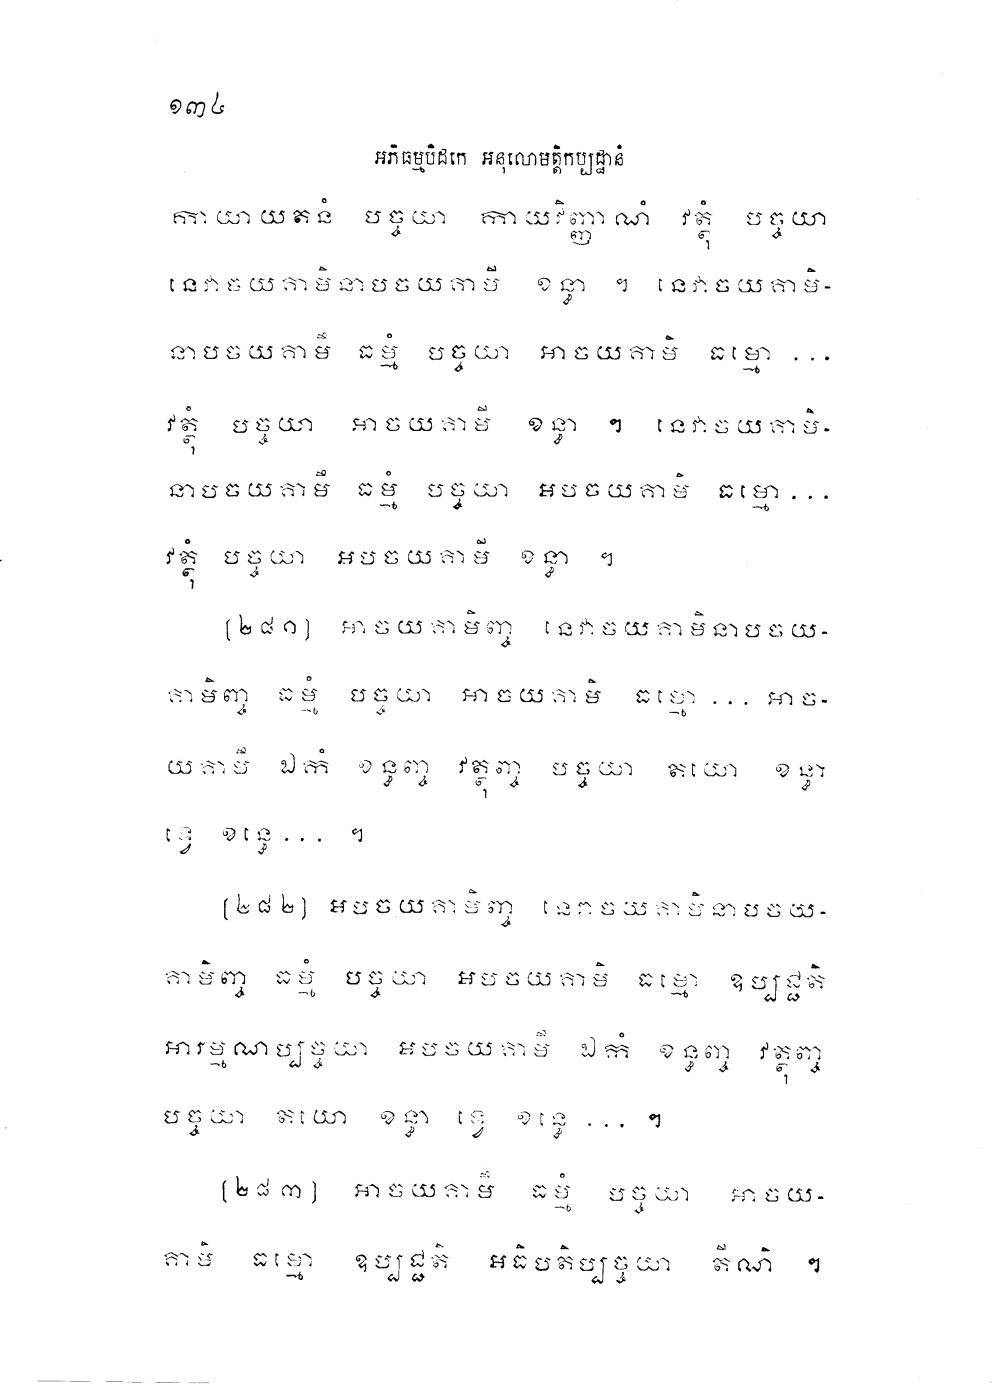 ១៣៤
អភិធម្មបិដកេ អនុលោមត្តិកប្បដ្ឋានំ
កាយាយតនំ បច្ចយា កាយវិញ្ញាណំ វត្ថុំ បច្ចយា
នេវាចយគាមិនាបចយគាមី ខន្ធា ។ នេវាចយគាមិ-
នាបចយគាមឹ ធម្មំ បច្ចយា អាចយគាមិ ធម្មោ ...
វត្ថុំ បច្ចយា អាចយគាមី ខន្ធា ។ នេវាចយគាមិ-
នាបចយគាមឹ ធម្មំ បច្ចយា អបចយគាមិ ធម្មោ ...
វត្ថុំ បច្ចយា អបចយគាមី ខន្ធា ។
[២៨១] អាចយគាមិញ្ច នេវាចយគាមិនាបចយ-
គាមិញ្ច ធម្មំ បច្ចយា អាចយគាមិ ធម្មោ ... អាច-
យគាមឹ ឯកំ ខន្ធញ្ច វត្ថុញ្ច បច្ចយា តយោ ខន្ធា
ទ្វេ ខន្ធេ ... ។
[២៨២] អបចយគាមិញ្ច នេវាចយគាមិនាបចយ-
គាមិញ្ច ធម្មំ បច្ចយា អបចយគាមិ ធម្មោ ឧប្បជ្ជតិ
អារម្មណប្បច្ចយា អបចយគាមឹ ឯកំ ខន្ធញ្ច វត្ថុញ្ច
បច្ចយា តយោ ខន្ធា ទ្វេ ខន្ធេ ... ។
[២៨៣] អាចយគាមឹ ធម្មំ បច្ចយា អាចយ-
គាមិ ធម្មោ ឧប្បជ្ជតិ អធិបតិប្បច្ចយា តីណិ ។